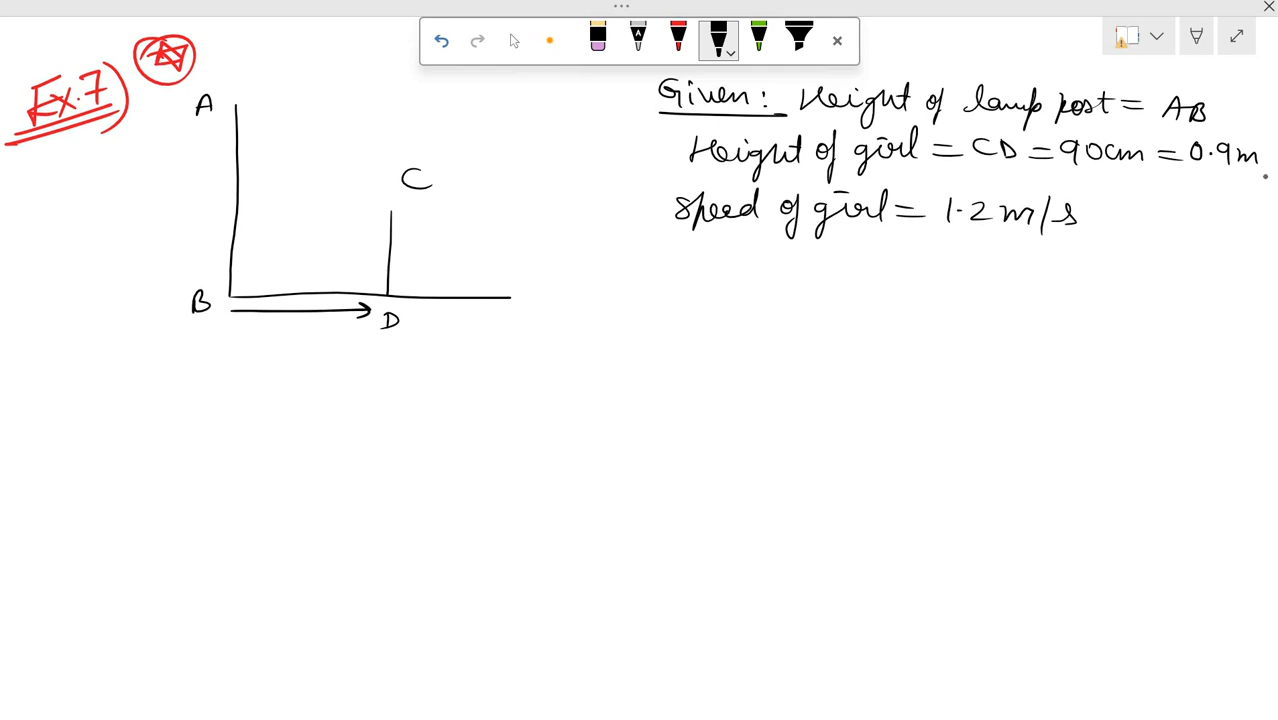 Ex.7)
A
C
B
D
Given: Height of lamp post = AB
Height of girl = CD = 90cm = 0.9m
Speed of girl = 1.2 m/s